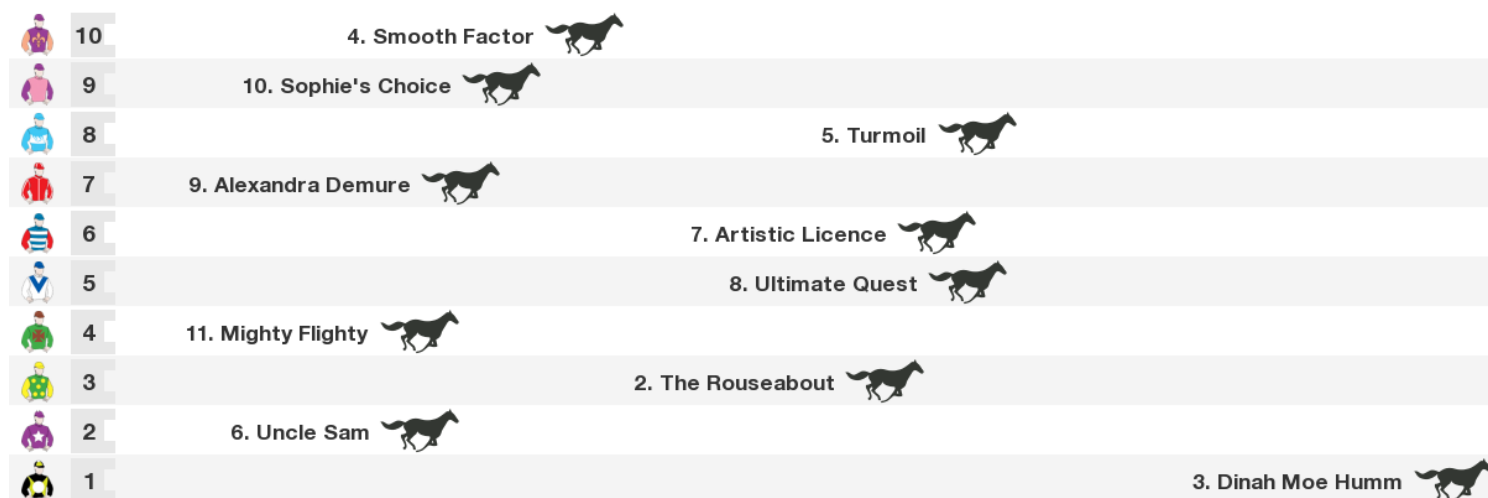 10 4. Smooth Factor
9 10. Sophie's Choice
8 5. Turmoil
7 9. Alexandra Demure
6 7. Artistic Licence
5 8. Ultimate Quest
4 11. Mighty Flighty
3 2. The Rouseabout
2 6. Uncle Sam
1 3. Dinah Moe Humm